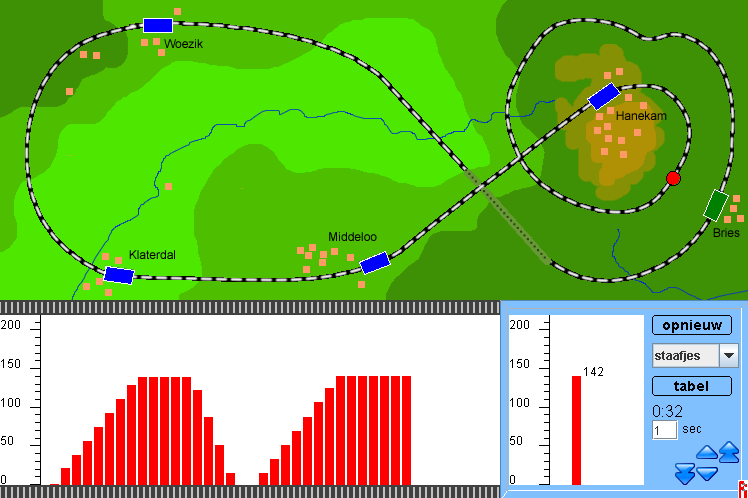 Woezik
Hanekam
Bries
Middeloo
Klaterdal
200
150
100
50
0
200
150
100
50
0
142
opnieuw
staafjes
tabel
0:32
1 sec